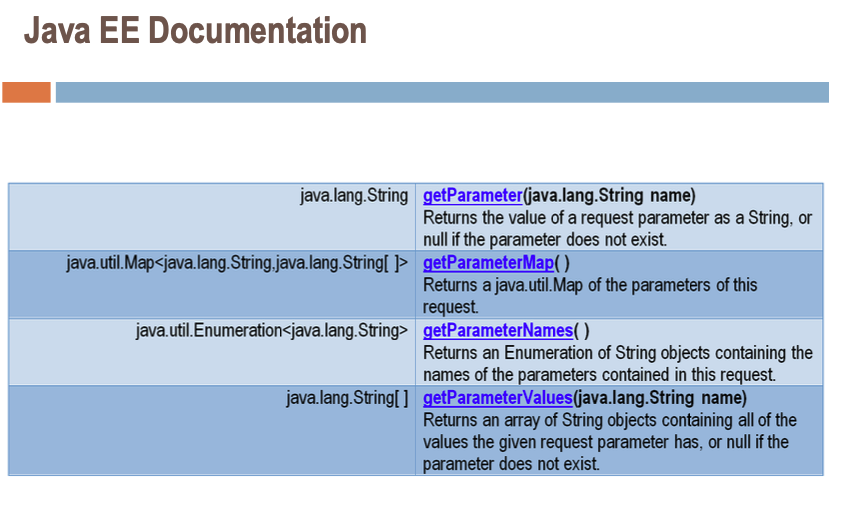 Java EE Documentation
java.lang.String
getParameter(java.lang.String name)
Returns the value of a request parameter as a String, or
null if the parameter does not exist.
java.util.Map<java.lang.String,java.lang.String[ ]>
getParameterMap( )
Returns a java.util.Map of the parameters of this
request.
java.util.Enumeration<java.lang.String>
getParameterNames( )
Returns an Enumeration of String objects containing the
names of the parameters contained in this request.
java.lang.String[ ]
getParameterValues(java.lang.String name)
Returns an array of String objects containing all of the
values the given request parameter has, or null if the
parameter does not exist.